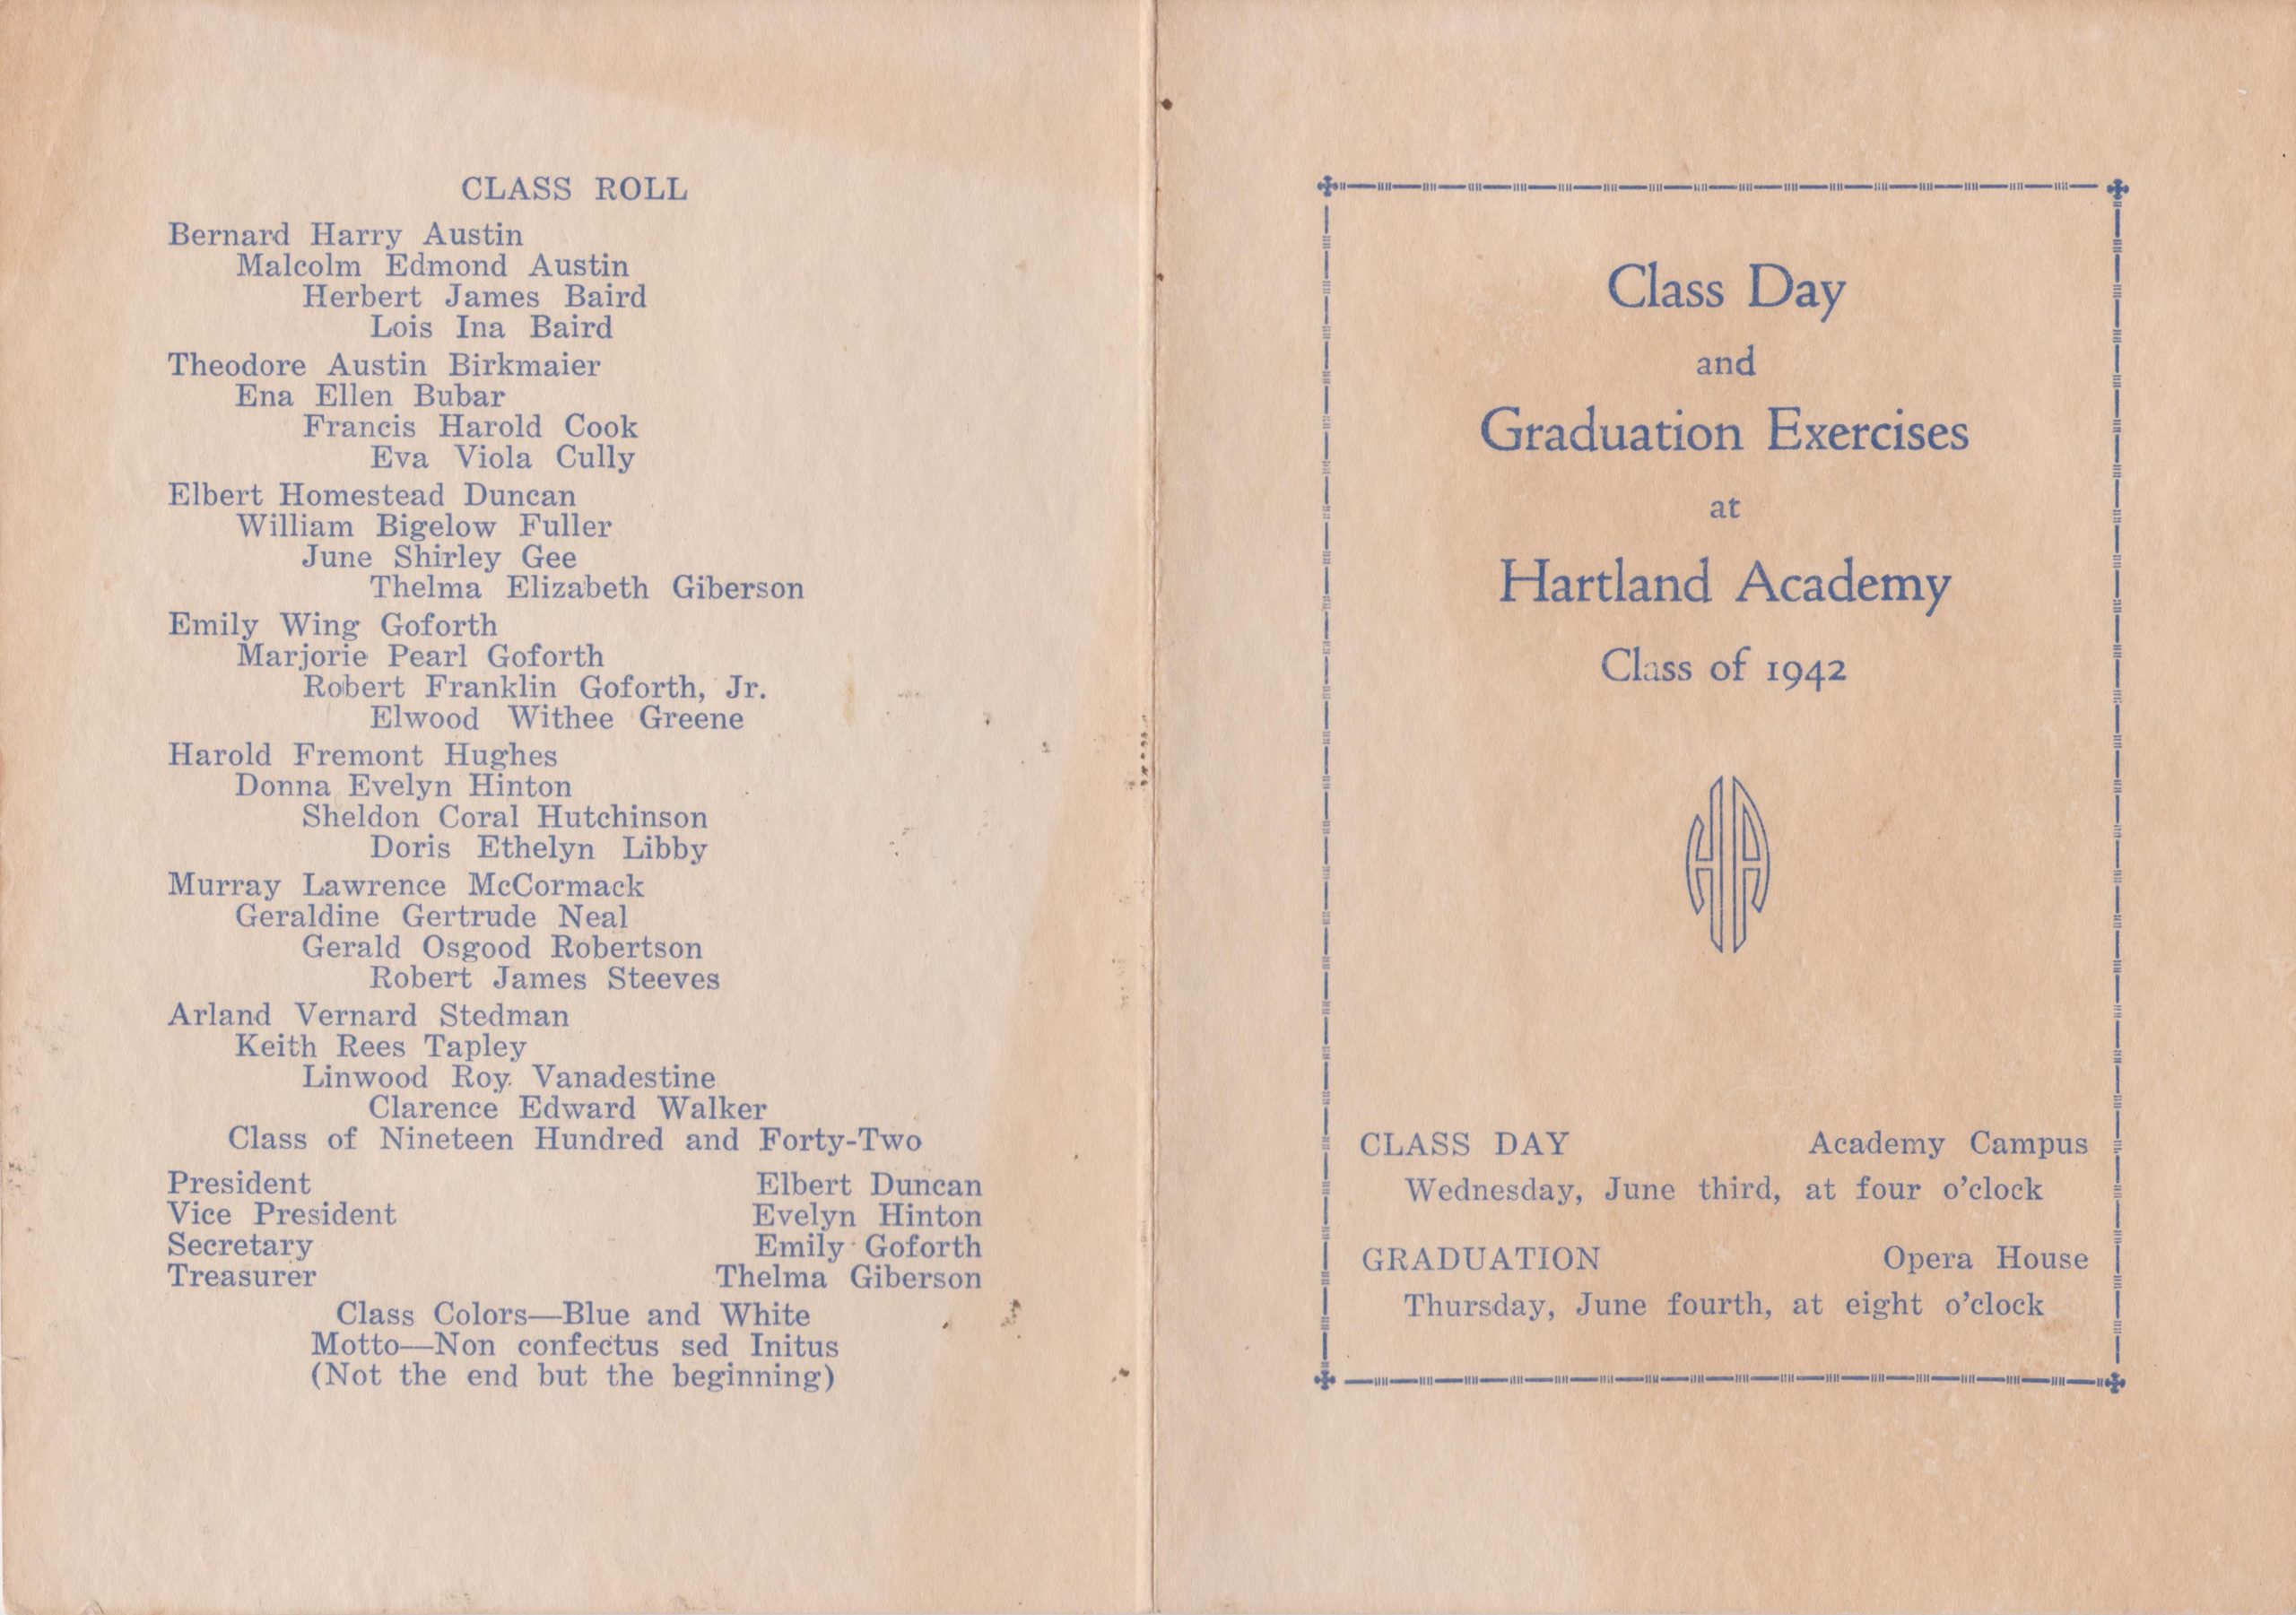 CLASS ROLL
Bernard Harry Austin
Malcolm Edmond Austin
Herbert James Baird
Lois Ina Baird
Theodore Austin Birkmaier
Ena Ellen Bubar
Francis Harold Cook
Eva Viola Cully
Elbert Homestead Duncan
William Bigelow Fuller
June Shirley Gee
Thelma Elizabeth Giberson
Emily Wing Goforth
Marjorie Pearl Goforth
Robert Franklin Goforth, Jr.
Elwood Withee Greene
Harold Fremont Hughes
Donna Evelyn Hinton
Sheldon Coral Hutchinson
Doris Ethelyn Libby
Murray Lawrence McCormack
Geraldine Gertrude Neal
Gerald Osgood Robertson
Robert James Steeves
Arland Vernard Stedman
Keith Rees Tapley
Linwood Roy Vanadestine
Clarence Edward Walker
Class of Nineteen Hundred and Forty-Two
President Elbert Duncan
Vice President Evelyn Hinton
Secretary Emily Goforth
Treasurer Thelma Giberson
Class Colors—Blue and White
Motto—Non confectus sed Initus
(Not the end but the beginning)
Class Day
and
Graduation Exercises
at
Hartland Academy
Class of 1942
HA
CLASS DAY Academy Campus
Wednesday, June third, at four o'clock
GRADUATION Opera House
Thursday, June fourth, at eight o'clock